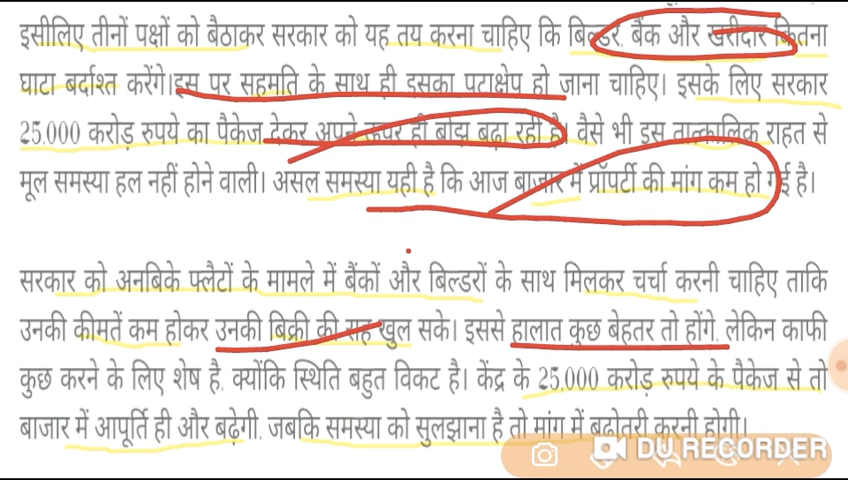 इसीलिए तीनों पक्षों को बैठाकर सरकार को यह तय करना चाहिए कि बिल्डर, बैंक और खरीदार कितना
घाटा बर्दाश्त करेंगे। इस पर सहमति के साथ ही इसका पटाक्षेप हो जाना चाहिए। इसके लिए सरकार
25,000 करोड़ रुपये का पैकेज देकर अपने ऊपर ही बोझ बढ़ा रही है। वैसे भी इस तात्कालिक राहत से
मूल समस्या हल नहीं होने वाली। असल समस्या यही है कि आज बाजार में प्रॉपर्टी की मांग कम हो गई है।
सरकार को अनबिके फ्लैटों के मामले में बैंकों और बिल्डरों के साथ मिलकर चर्चा करनी चाहिए ताकि
उनकी कीमतें कम होकर उनकी बिक्री की राह खुल सके। इससे हालात कुछ बेहतर तो होंगे, लेकिन काफी
कुछ करने के लिए शेष है, क्योंकि स्थिति बहुत विकट है। केंद्र के 25,000 करोड़ रुपये के पैकेज से तो
बाजार में आपूर्ति ही और बढ़ेगी, जबकि समस्या को सुलझाना है तो मांग में बढ़ोतरी करनी होगी।
DU RECORDER